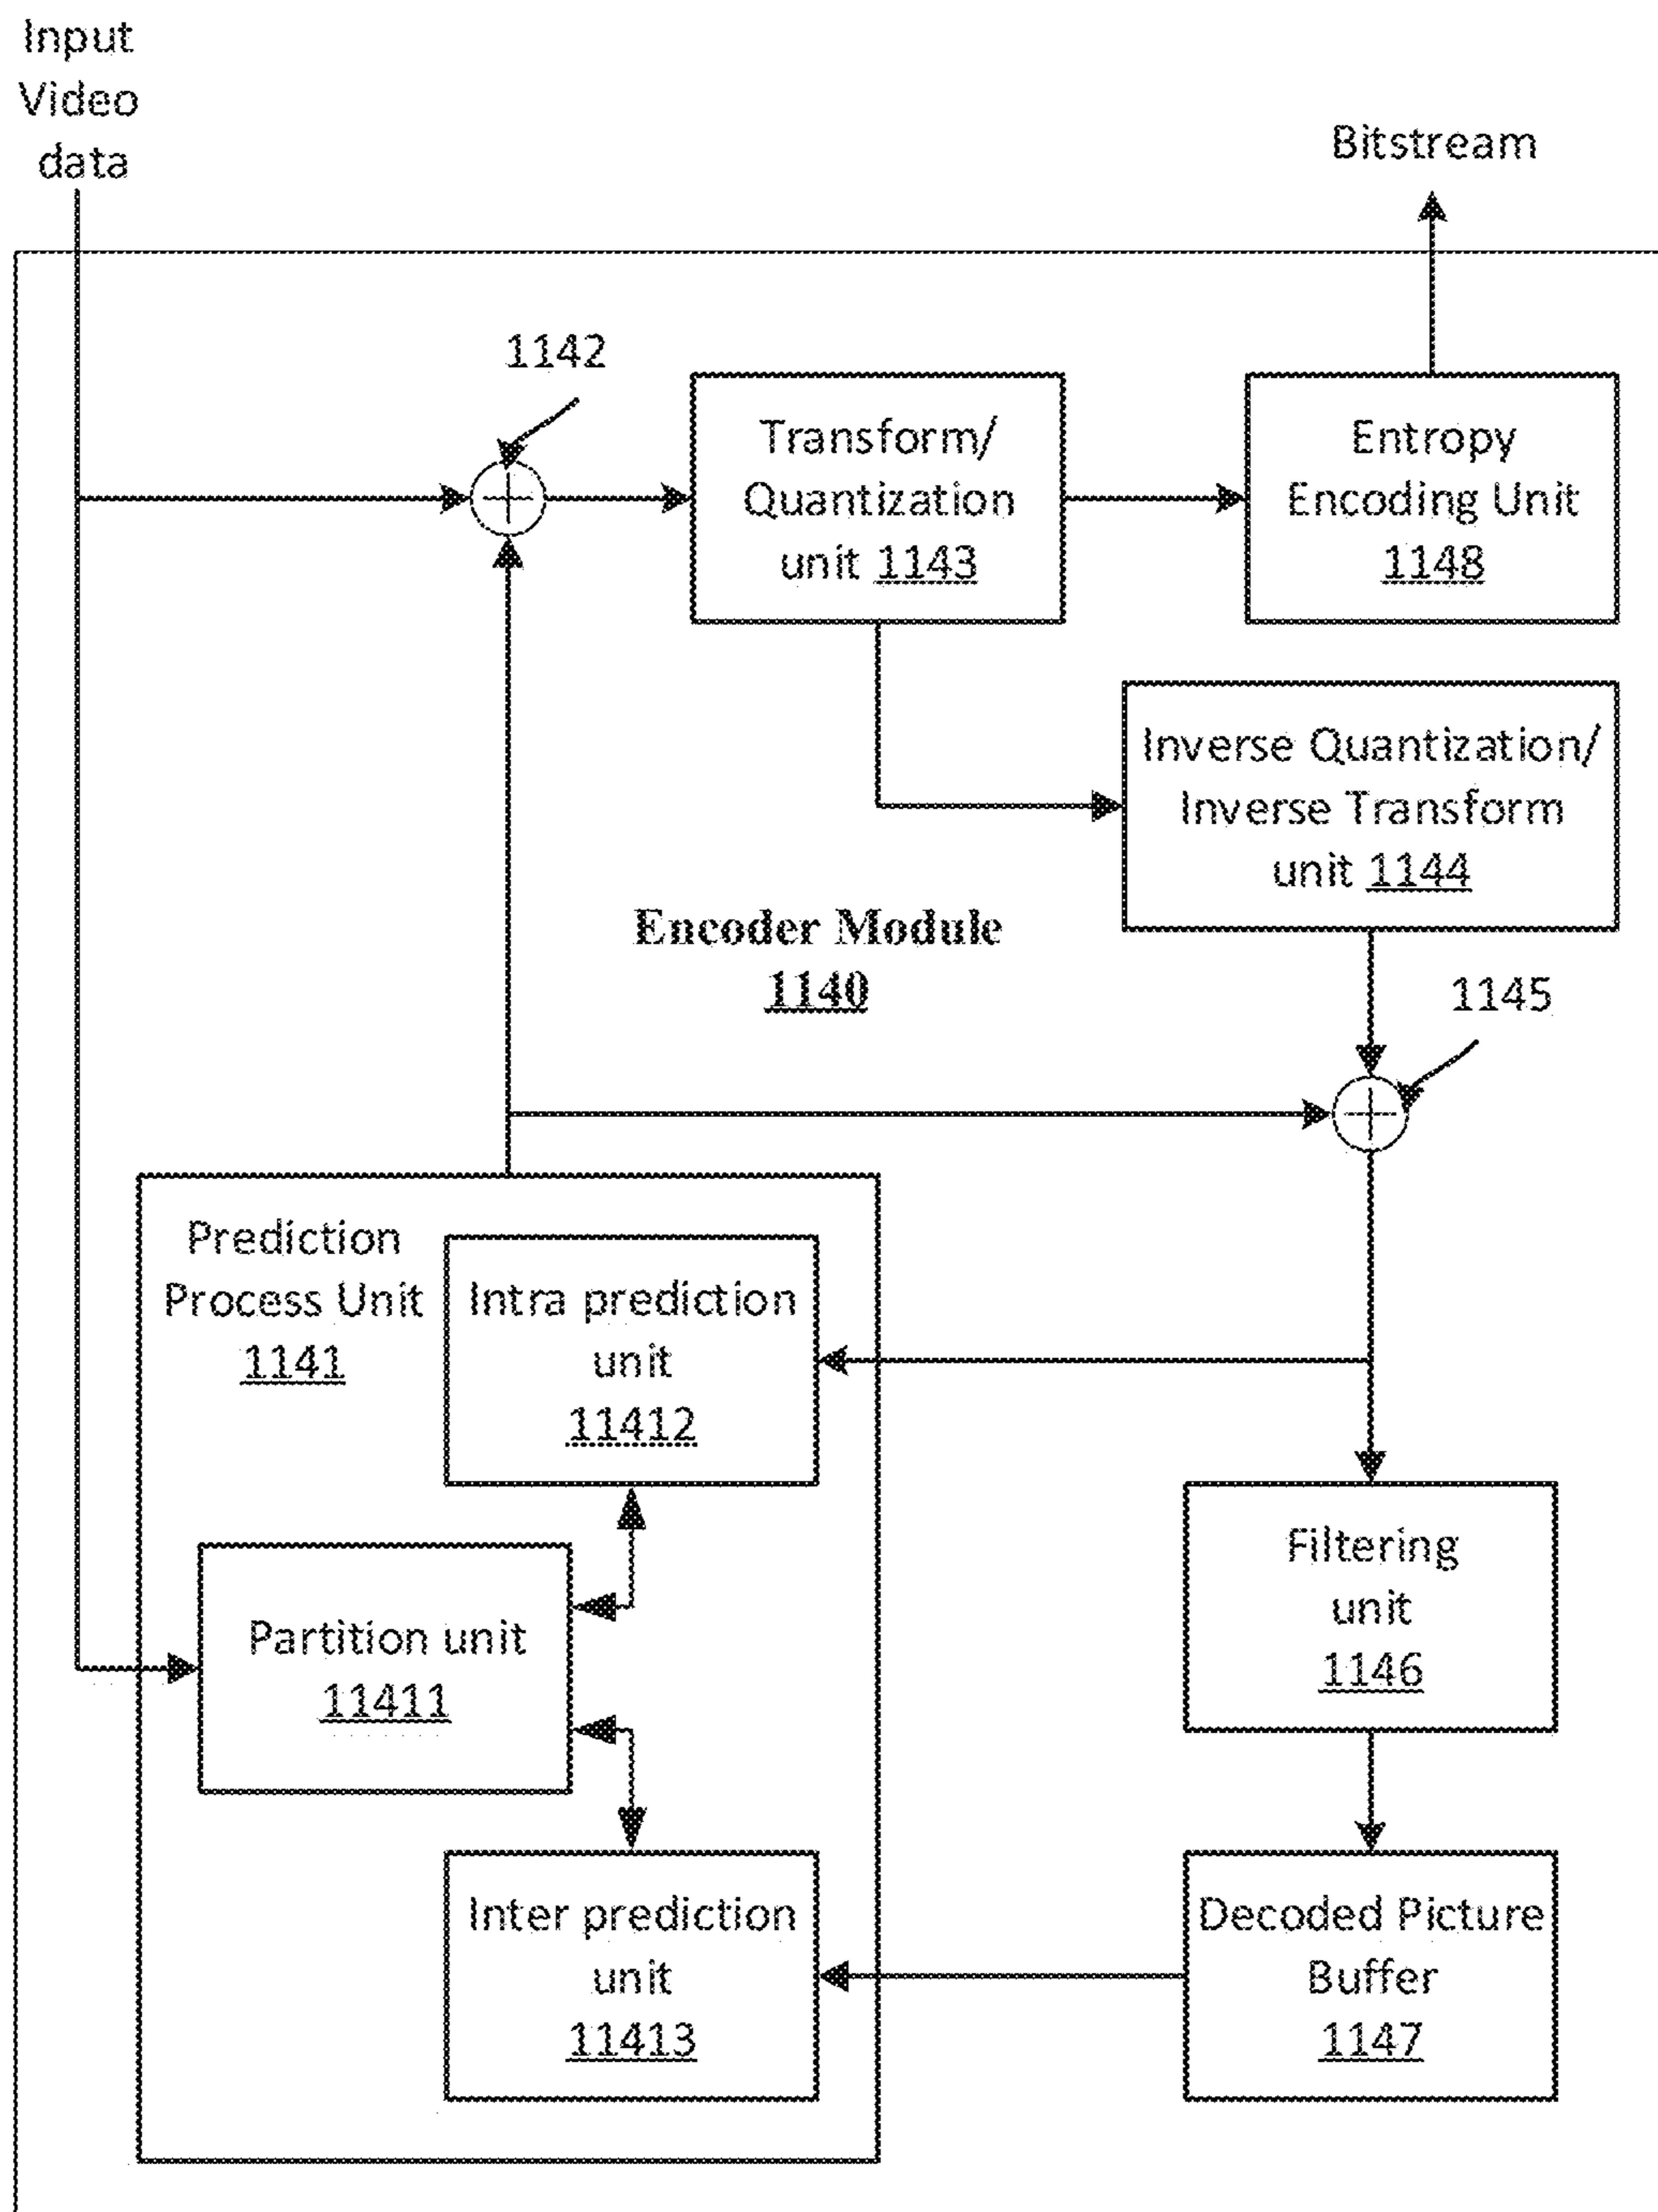 Input
Video
data
Bitstream
1142
Transform/
Quantization
unit 1143
Entropy
Encoding Unit
1148
Inverse Quantization/
Inverse Transform
unit 1144
Encoder Module
1140
1145
Prediction
Process Unit
1141
Intra prediction
unit
11412
Filtering
unit
1146
Partition unit
11411
Inter prediction
unit
11413
Decoded Picture
Buffer
1147